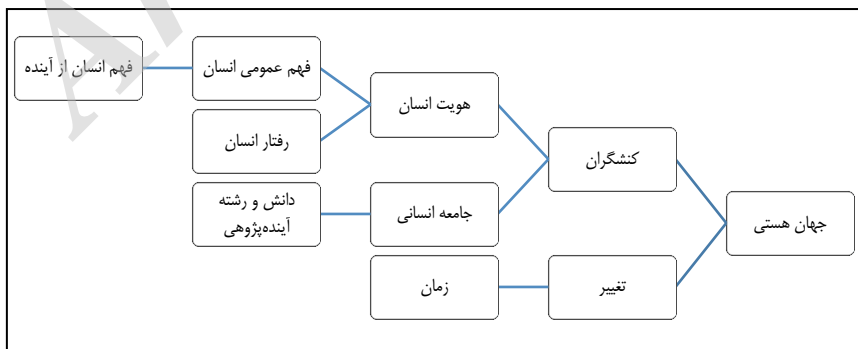 جهان هستی
کنشگران
هویت انسان
فهم عمومی انسان
فهم انسان از آینده
رفتار انسان
جامعه انسانی
دانش و رشته
آینده‌پژوهی
تغییر
زمان